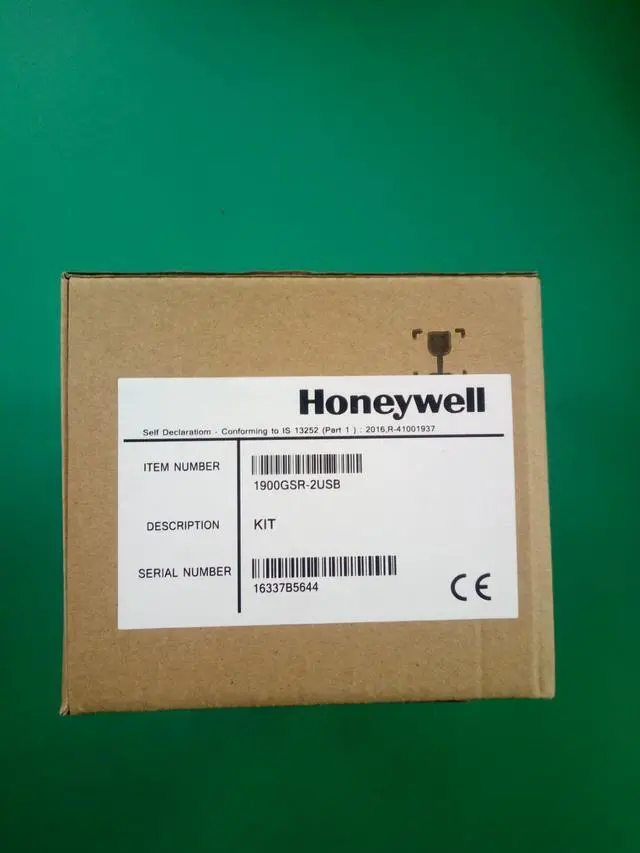 Honeywell
Self Declaratiom - Conforming to IS 13252 (Part 1 ) : 2016,R-41001937
ITEM NUMBER
1900GSR-2USB
DESCRIPTION
KIT
SERIAL NUMBER
16337B5644
CE